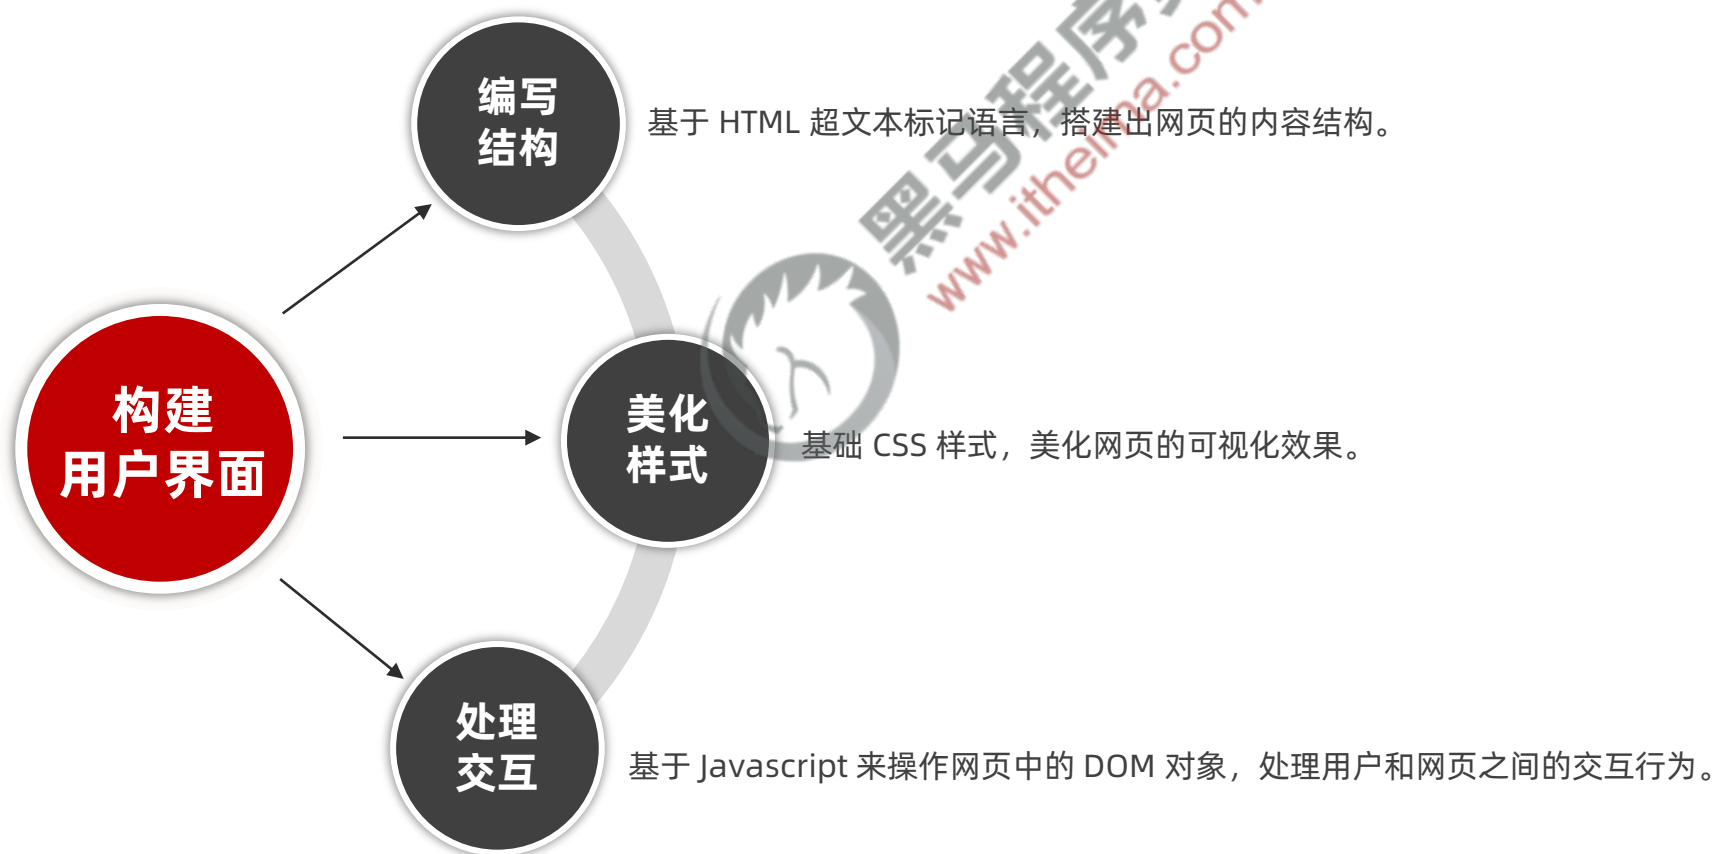 编写
结构
基于 HTML 超文本标记语言，搭建出网页的内容结构。
黑马程序
www.itheima.com
构建
用户界面
美化
样式
基础 CSS 样式，美化网页的可视化效果。
处理
交互
基于 Javascript 来操作网页中的 DOM 对象，处理用户和网页之间的交互行为。